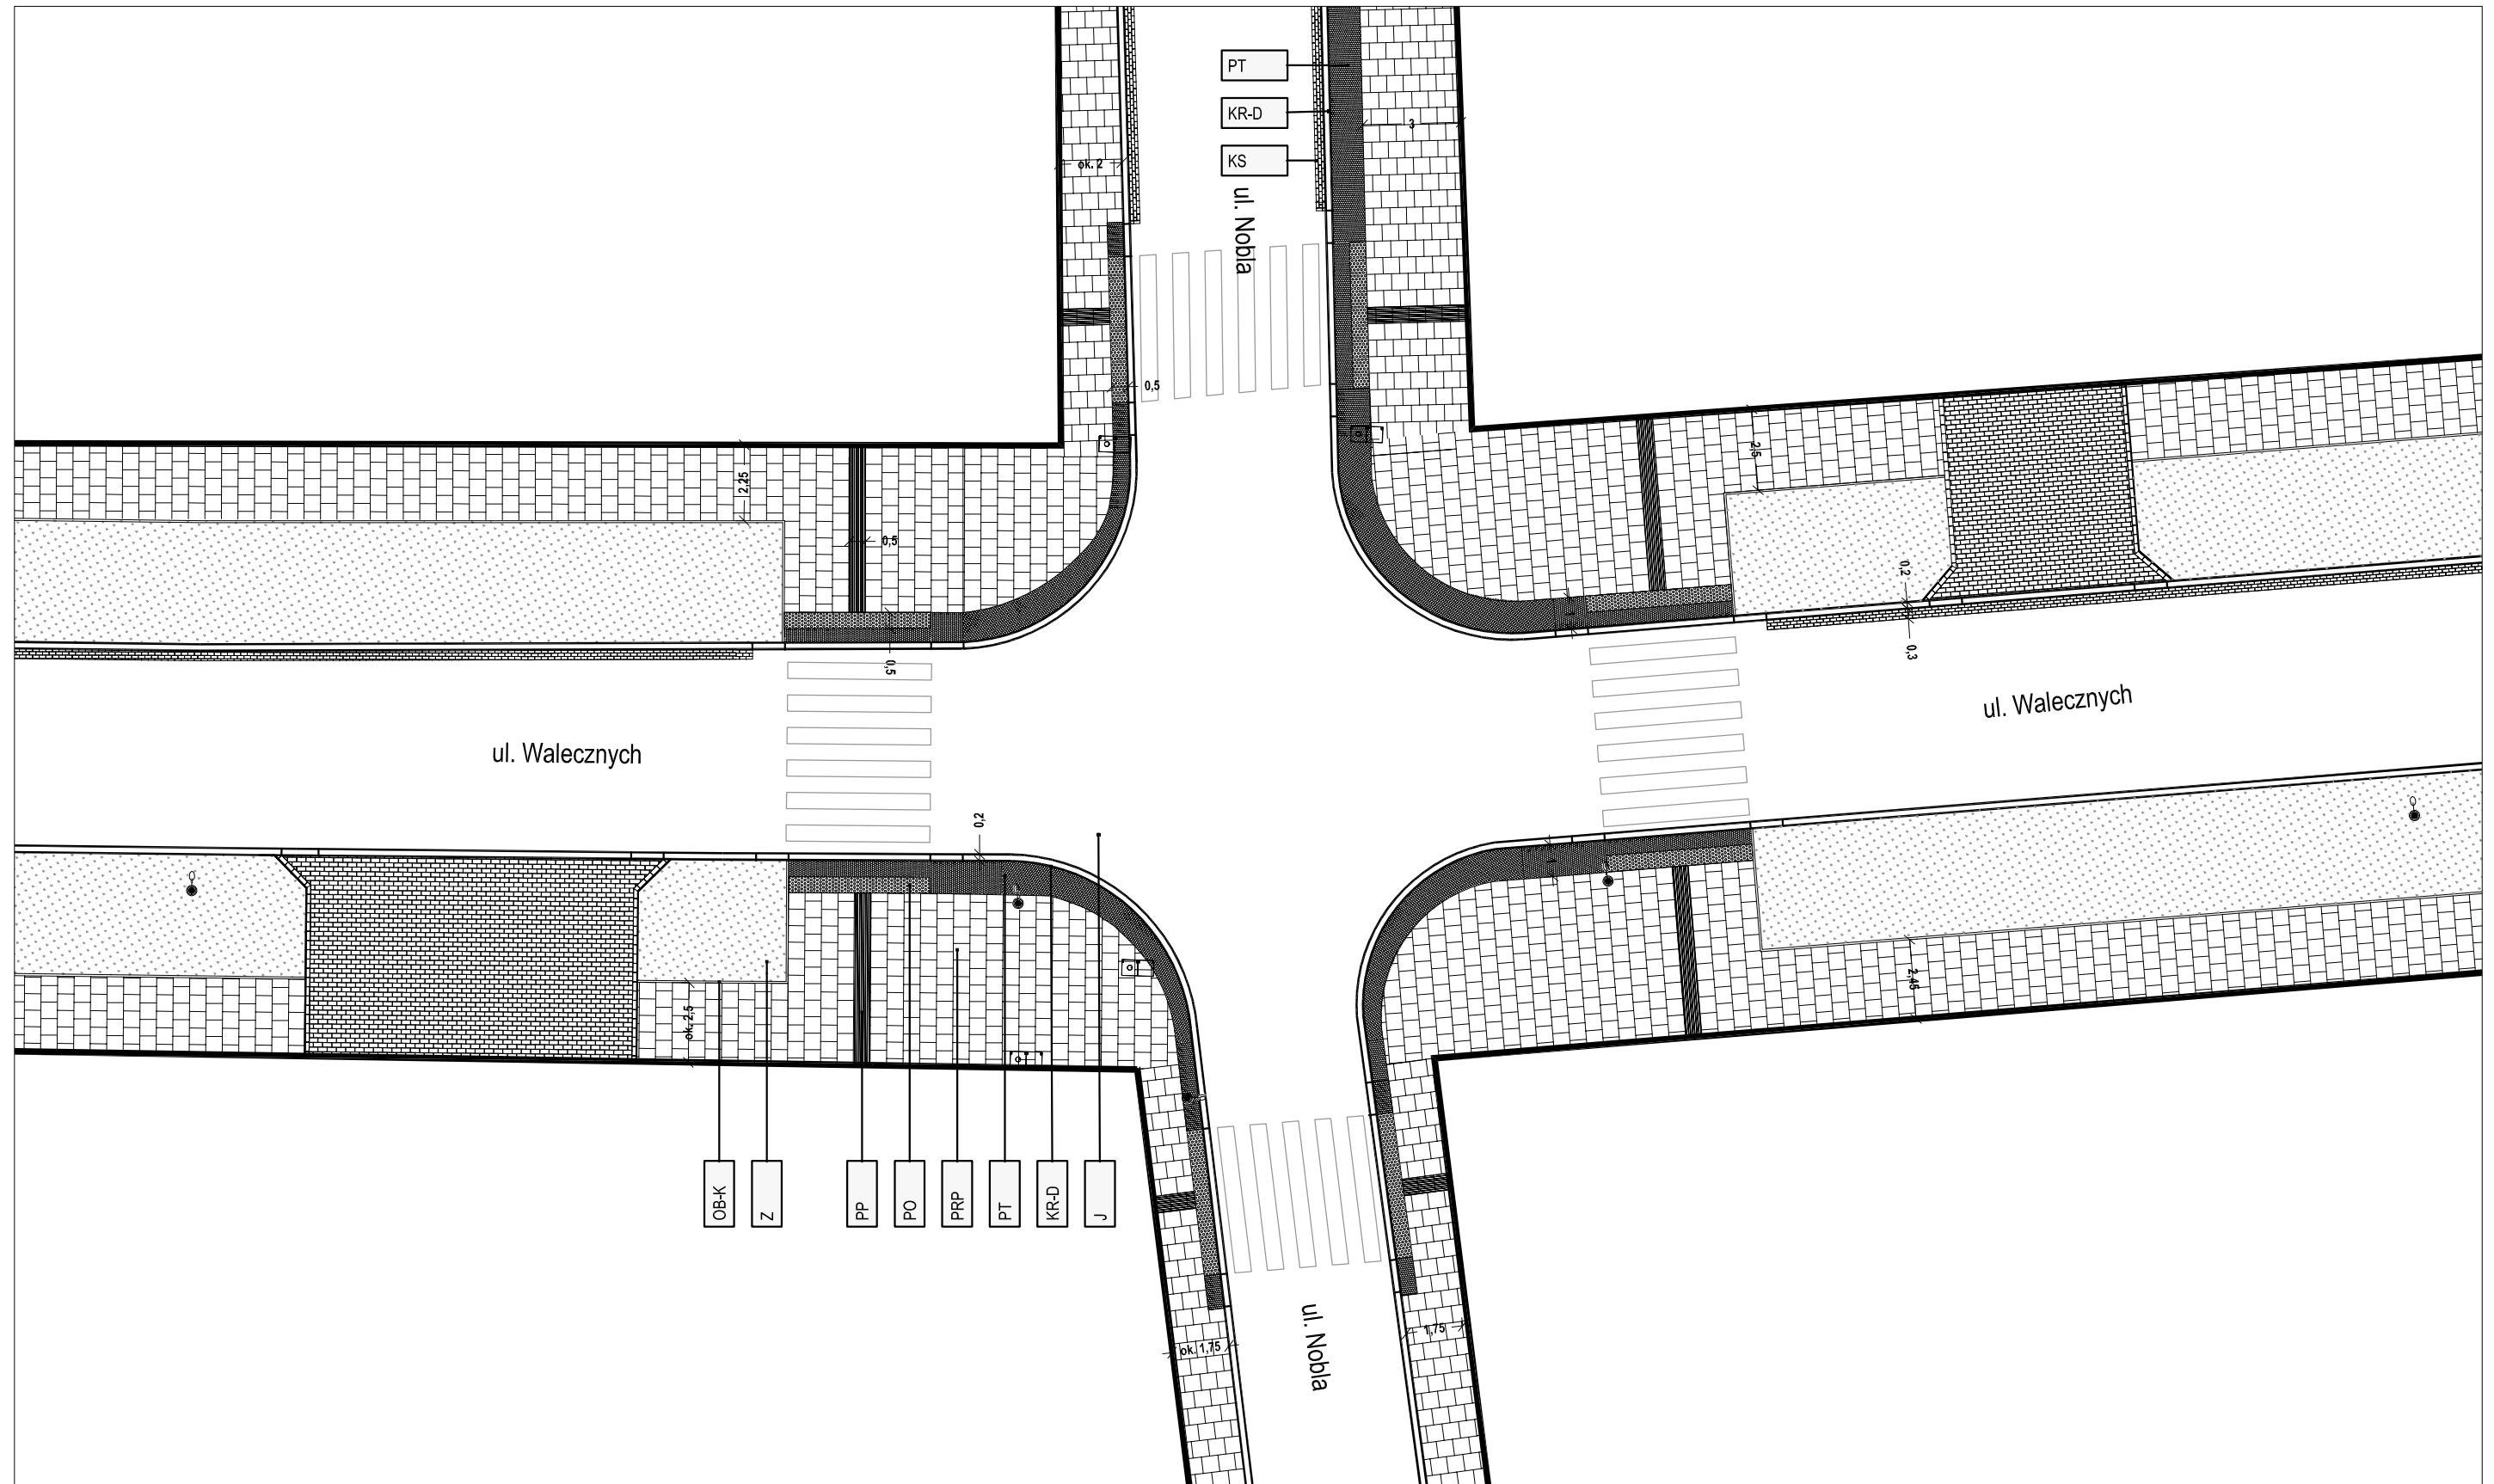 PT
KR-D
3
ok. 2
KS
ul. Nobla
0,5
2,25
2,5
0,5
0,2
1
0,5
0,3
ul. Walecznych
ul. Walecznych
0,2
1
2,45
ok. 2,5
OB-K
Z
PP
PO
PRP
PT
KR-D
J
ul. Nobla
1,75
ok. 1,75